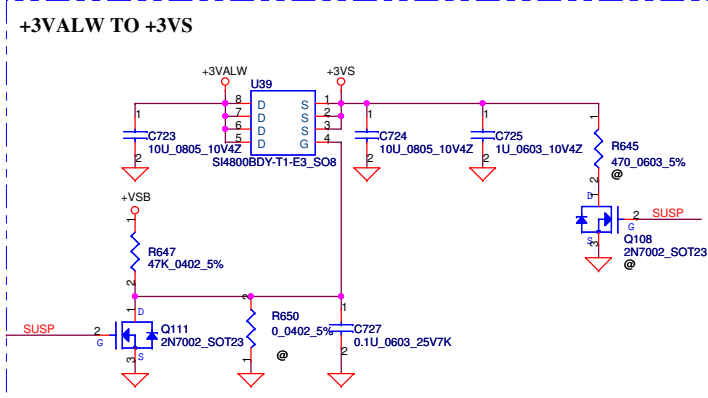 +3VALW TO +3VS
+3VALW
U39
+3VS
8 D S 1
7 D S 2
6 D S 3
5 D G 4
SI4800BDY-T1-E3_SO8
1
C723
10U_0805_10V4Z
2
1
C724
10U_0805_10V4Z
2
1
C725
1U_0603_10V4Z
2
1
R645
470_0603_5%
@
2
1
D
2
SUSP
G
S
3
Q108
2N7002_SOT23
@
+VSB
1
R647
47K_0402_5%
2
1
D
SUSP
2
G
Q111
2N7002_SOT23
3
S
2
R650
0_0402_5%
@
1
1
C727
0.1U_0603_25V7K
2